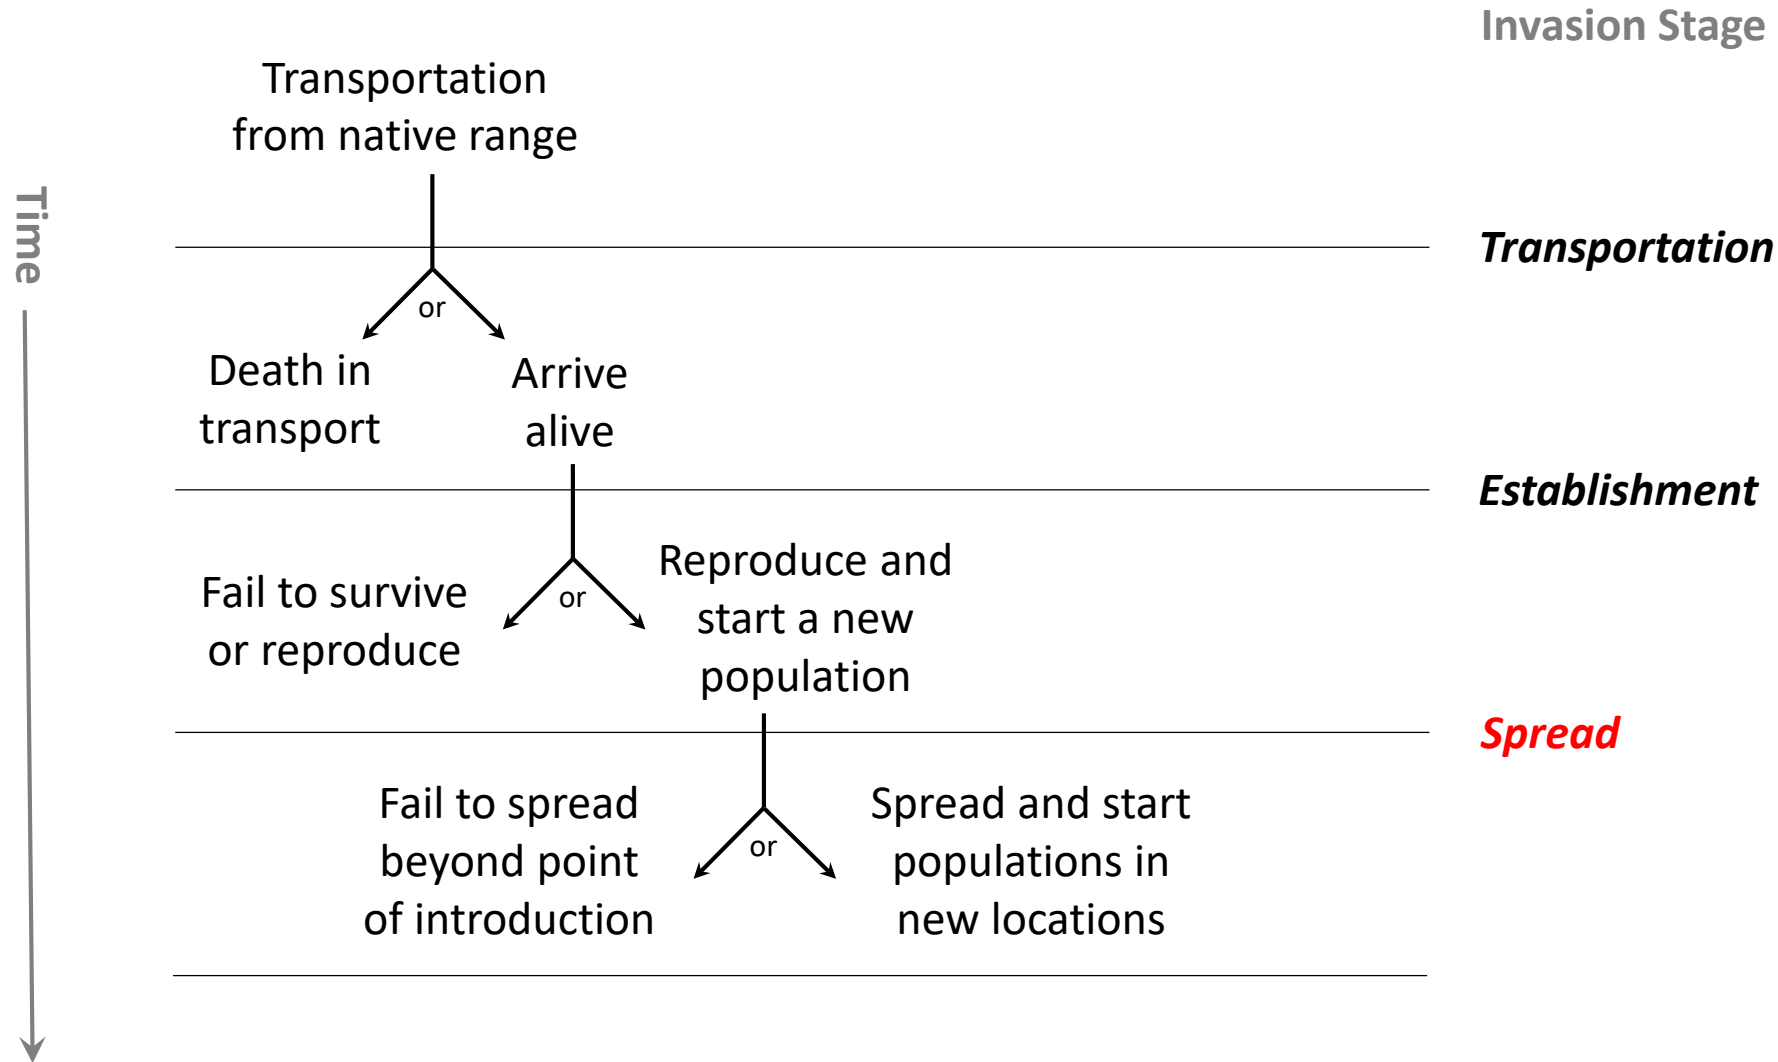 Invasion Stage
Transportation
from native range
Time
Transportation
or
Death in
transport
Arrive
alive
Establishment
Fail to survive
or reproduce
or
Reproduce and
start a new
population
Spread
Fail to spread
beyond point
of introduction
or
Spread and start
populations in
new locations